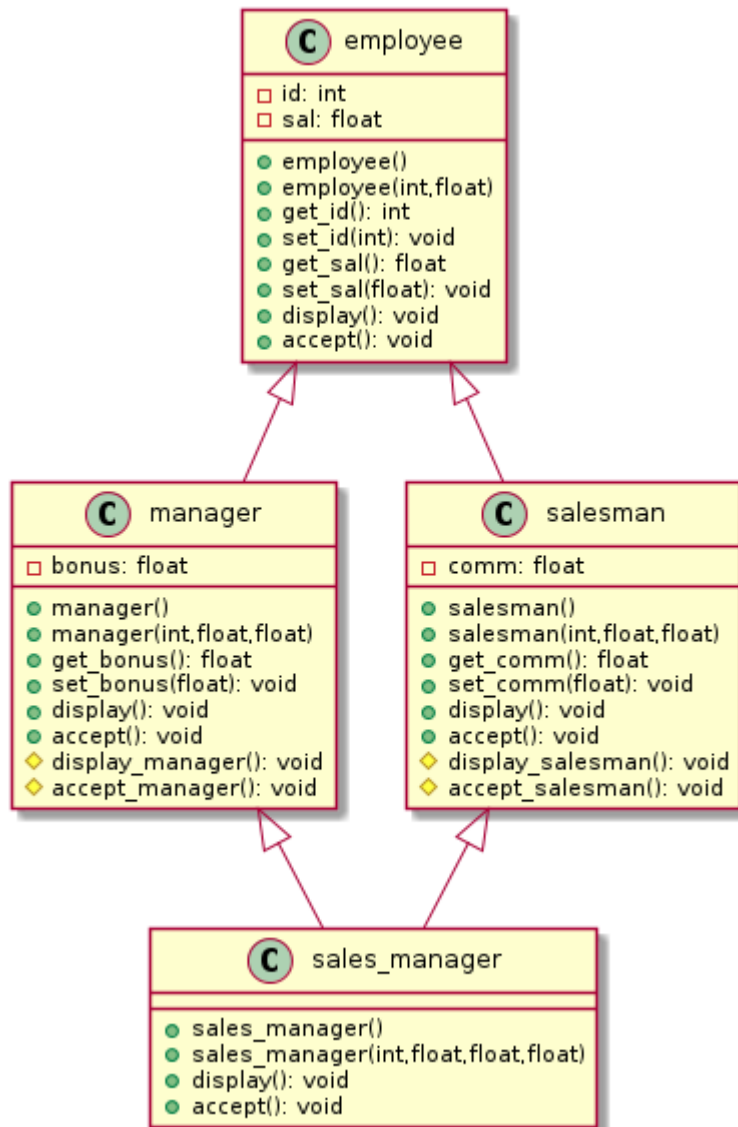 C employee
id: int
sal: float
employee()
employee(int,float)
get_id(): int
set_id(int): void
get_sal(): float
set_sal(float): void
display(): void
accept(): void
C manager
bonus: float
manager()
manager(int,float,float)
get_bonus(): float
set_bonus(float): void
display(): void
accept(): void
display_manager(): void
accept_manager(): void
C salesman
comm: float
salesman()
salesman(int,float,float)
get_comm(): float
set_comm(float): void
display(): void
accept(): void
display_salesman(): void
accept_salesman(): void
C sales_manager
sales_manager()
sales_manager(int,float,float,float)
display(): void
accept(): void